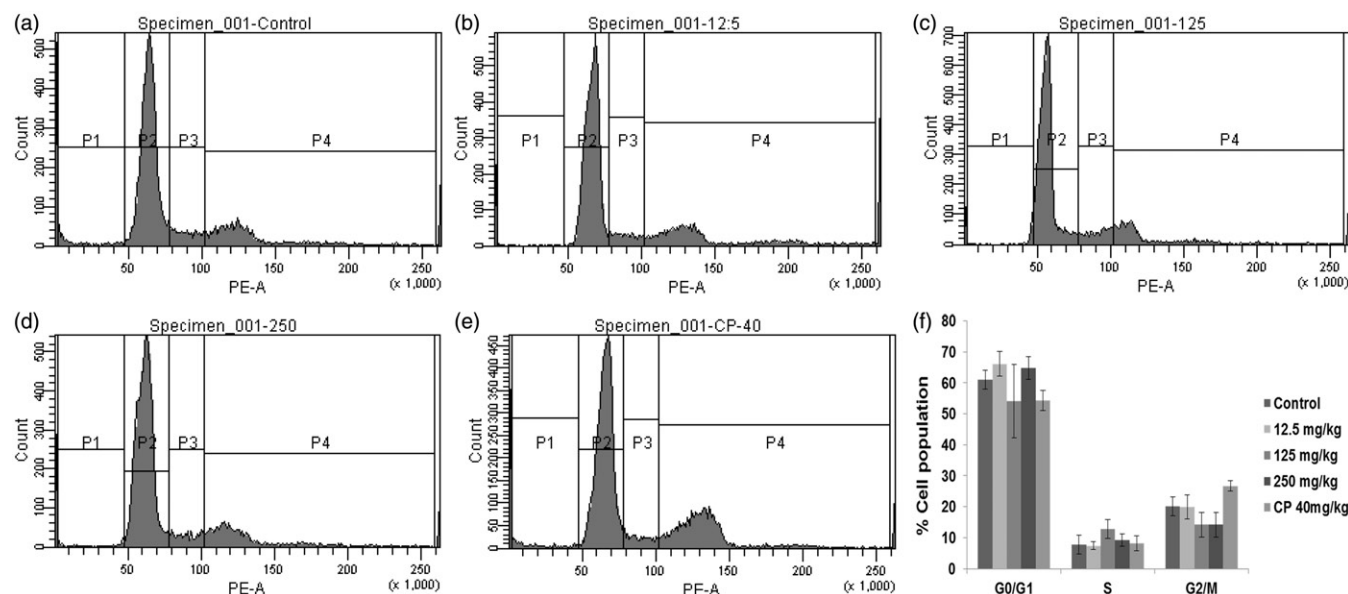 (a)
Specimen_001-Control
Count
0 100 200 300 400 500
P1 P2 P3 P4
50 100 150 200 250
PE-A
(x 1,000)
(b)
Specimen_001-12:5
Count
0 100 200 300 400 500
P1 P2 P3 P4
50 100 150 200 250
PE-A
(x 1,000)
(c)
Specimen_001-125
Count
0 100 200 300 400 500 600 700
P1 P2 P3 P4
50 100 150 200 250
PE-A
(x 1,000)
(d)
Specimen_001-250
Count
0 100 200 300 400 500
P1 P2 P3 P4
50 100 150 200 250
PE-A
(x 1,000)
(e)
Specimen_001-CP-40
Count
0 50 100 150 200 250 300 350 400 450
P1 P2 P3 P4
50 100 150 200 250
PE-A
(x 1,000)
(f)
% Cell population
80
70
60
50
40
30
20
10
0
G0/G1 S G2/M
Control
12.5 mg/kg
125 mg/kg
250 mg/kg
CP 40mg/kg